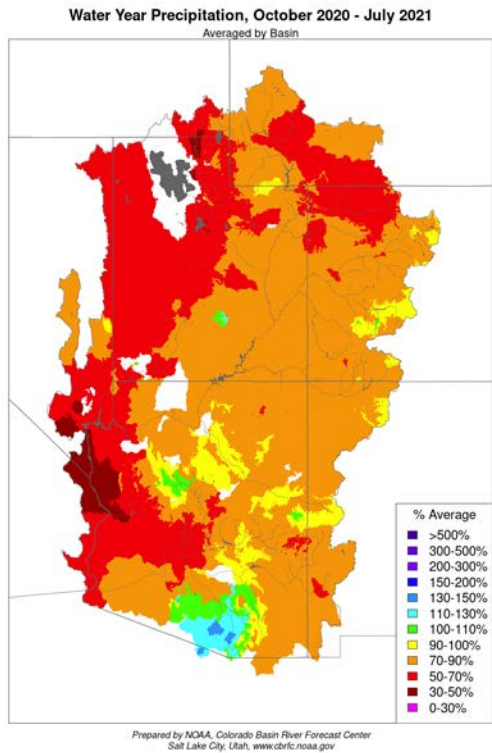 Water Year Precipitation, October 2020 - July 2021
Averaged by Basin
% Average
>500%
300-500%
200-300%
150-200%
130-150%
110-130%
100-110%
90-100%
70-90%
50-70%
30-50%
0-30%
Prepared by NOAA, Colorado Basin River Forecast Center
Salt Lake City, Utah, www.cbrfc.noaa.gov